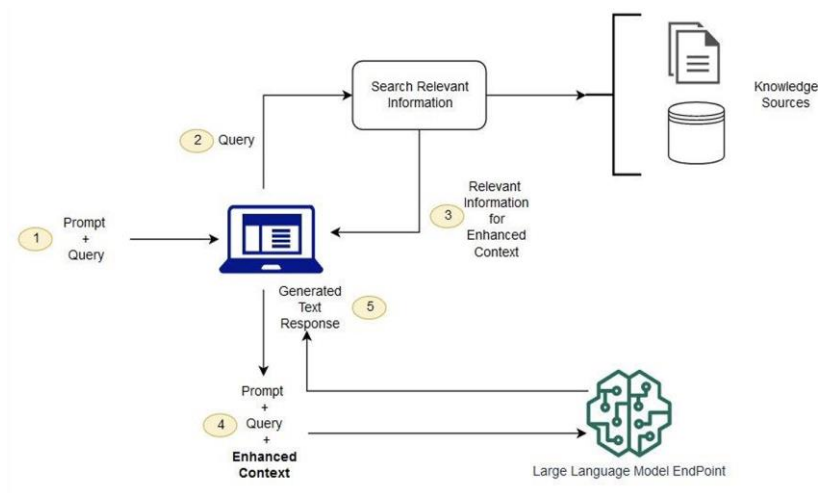 Search Relevant
Information
Knowledge
Sources
2
Query
3
Relevant
Information
for
Enhanced
Context
1
Prompt
+
Query
Generated
Text
Response
5
4
Prompt
+
Query
+
Enhanced
Context
Large Language Model EndPoint